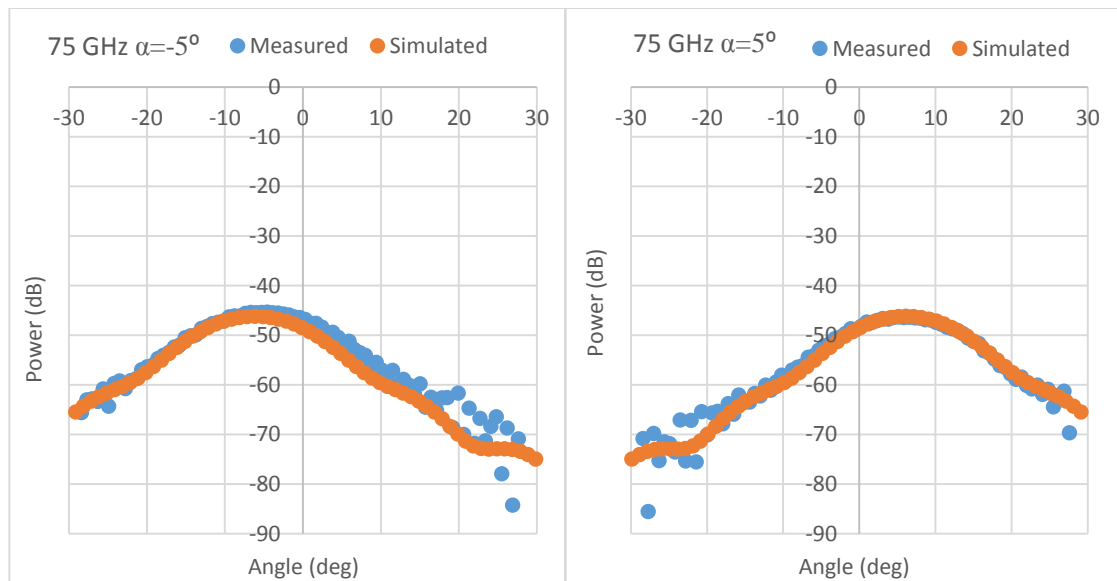 75 GHz α=-5º
Measured
Simulated
0
-30 -20 -10 0 10 20 30
-10
-20
-30
-40
-50
-60
-70
-80
-90
Power (dB)
Angle (deg)
75 GHz α=5º
Measured
Simulated
0
-30 -20 -10 0 10 20 30
-10
-20
-30
-40
-50
-60
-70
-80
-90
Power (dB)
Angle (deg)